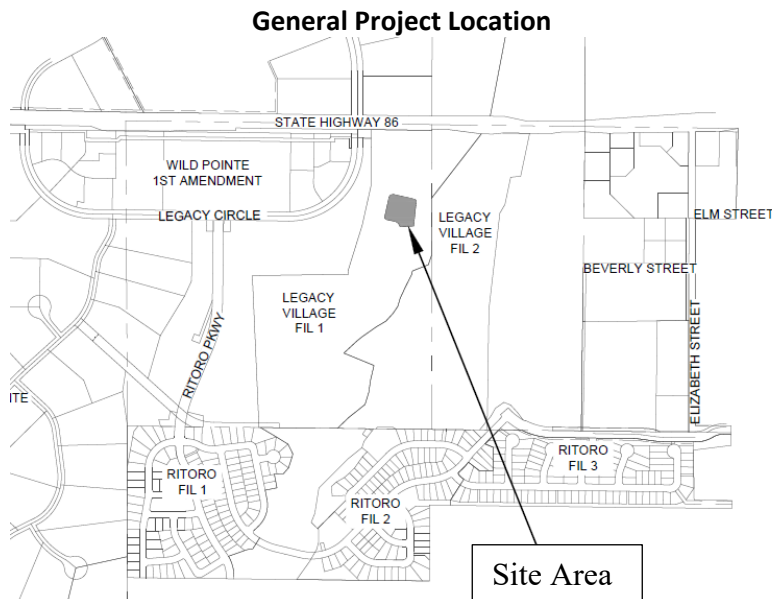 General Project Location
STATE HIGHWAY 86
WILD POINTE
1ST AMENDMENT
LEGACY CIRCLE
LEGACY
VILLAGE
FIL 2
ELM STREET
BEVERLY STREET
LEGACY
VILLAGE
FIL 1
RITORO PKWY
ELIZABETH STREET
ITE
RITORO
FIL 1
RITORO
FIL 2
RITORO
FIL 3
Site Area